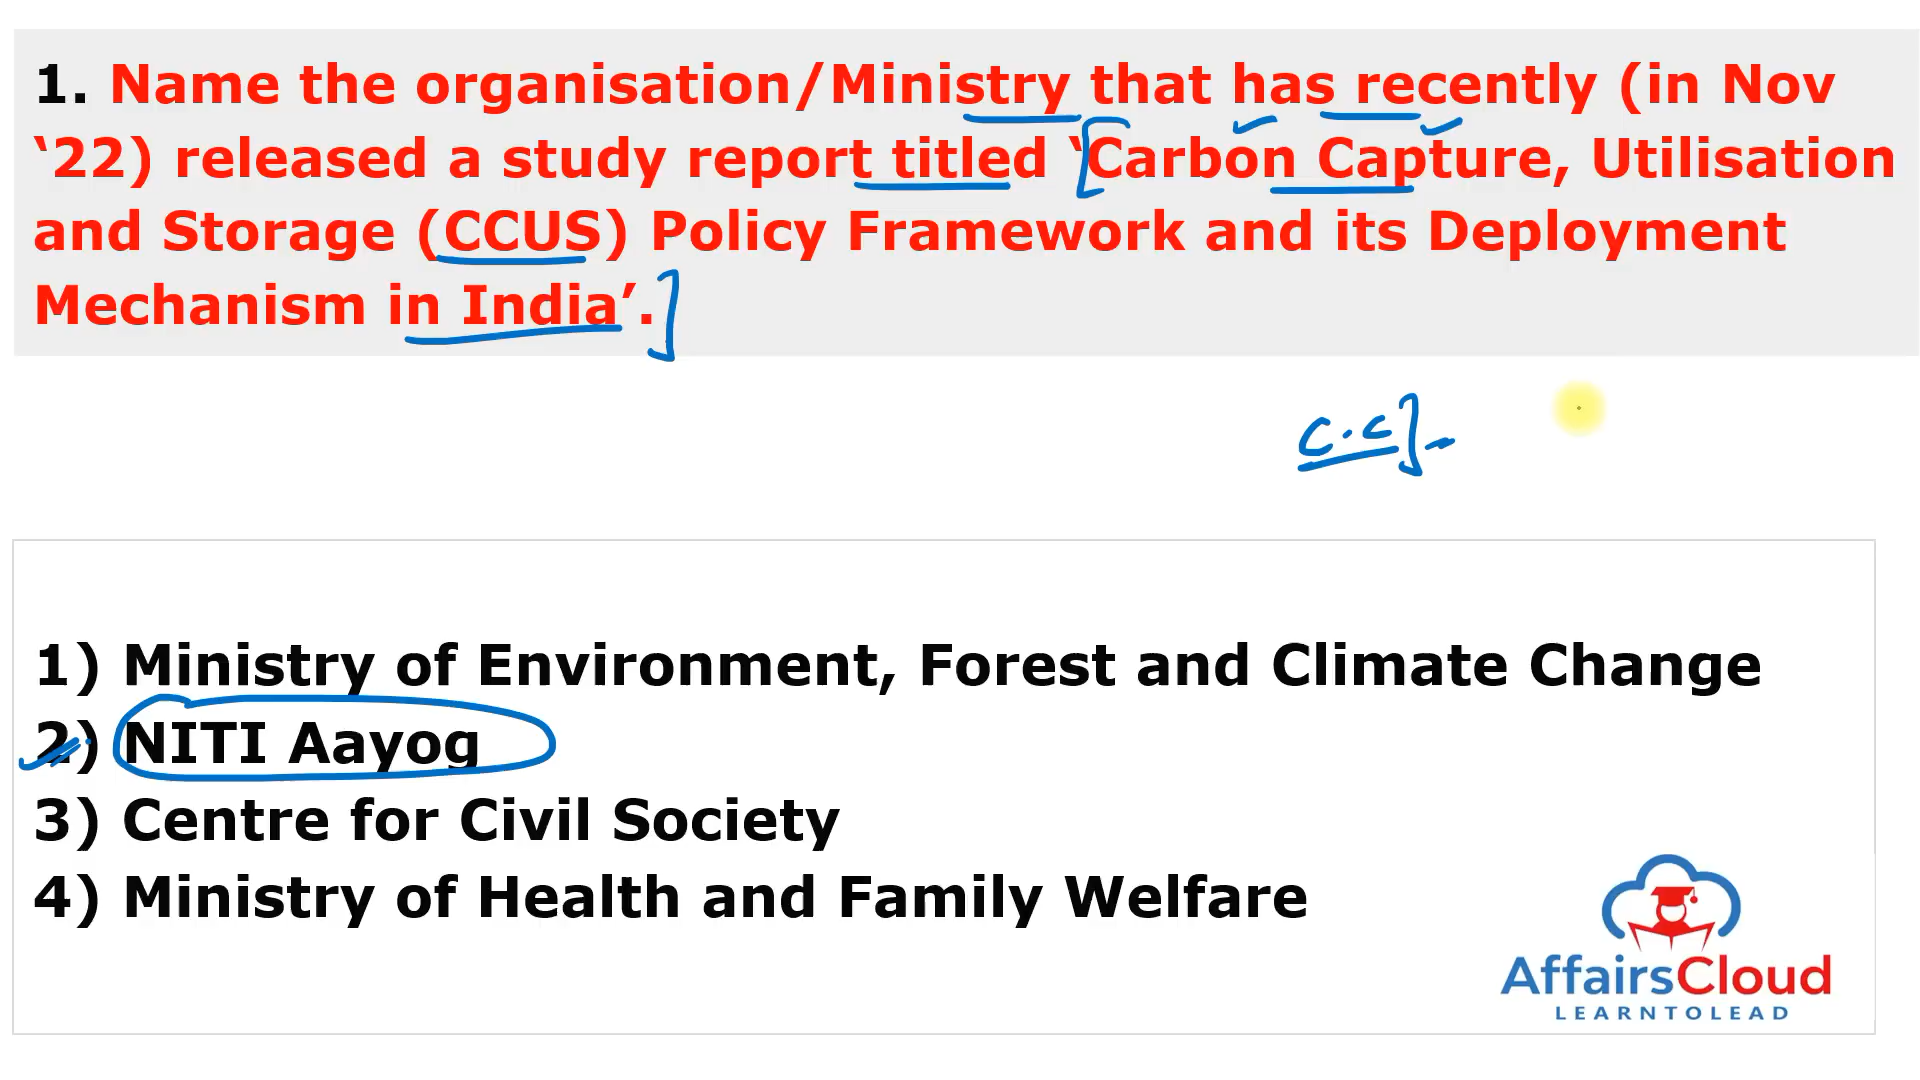 1. Name the organisation/Ministry that has recently (in Nov
‘22) released a study report titled ‘Carbon Capture, Utilisation
and Storage (CCUS) Policy Framework and its Deployment
Mechanism in India’.
C.C]-
1) Ministry of Environment, Forest and Climate Change
2) NITI Aayog
3) Centre for Civil Society
4) Ministry of Health and Family Welfare
AffairsCloud
LEARNTOLEAD